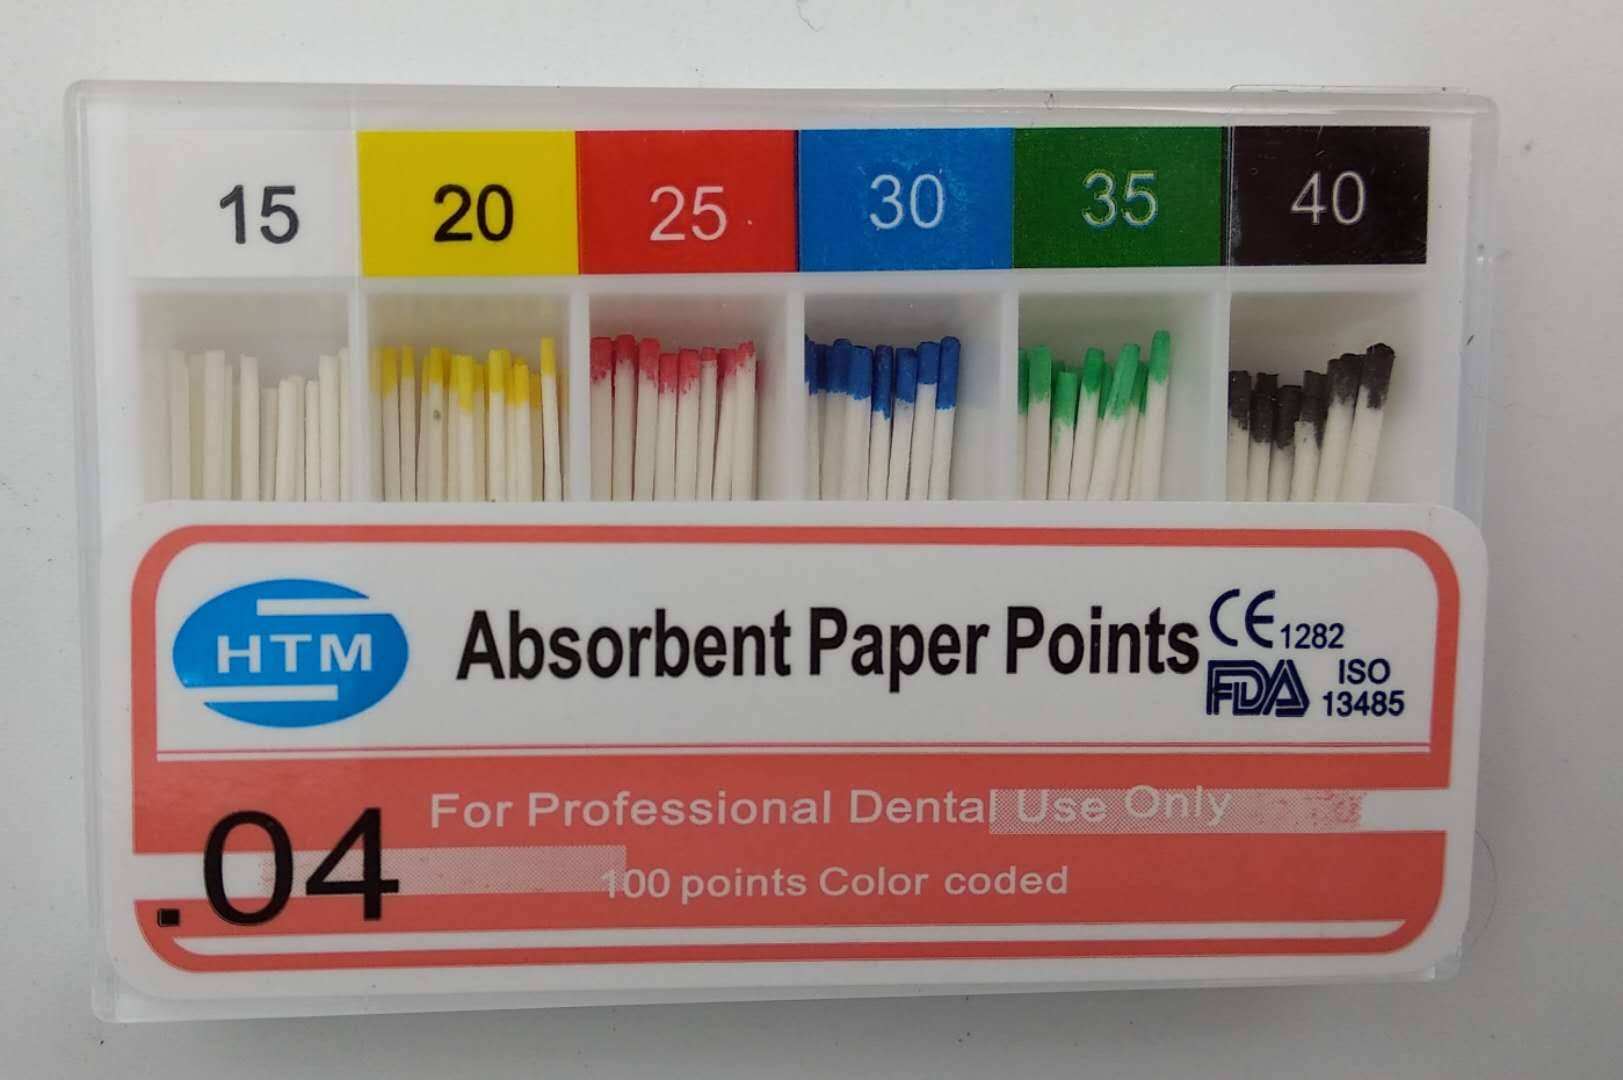 15 20 25 30 35 40
HTM
Absorbent Paper Points
CE 1282
FDA
ISO
13485
For Professional Dental Use Only
.04
100 points Color coded